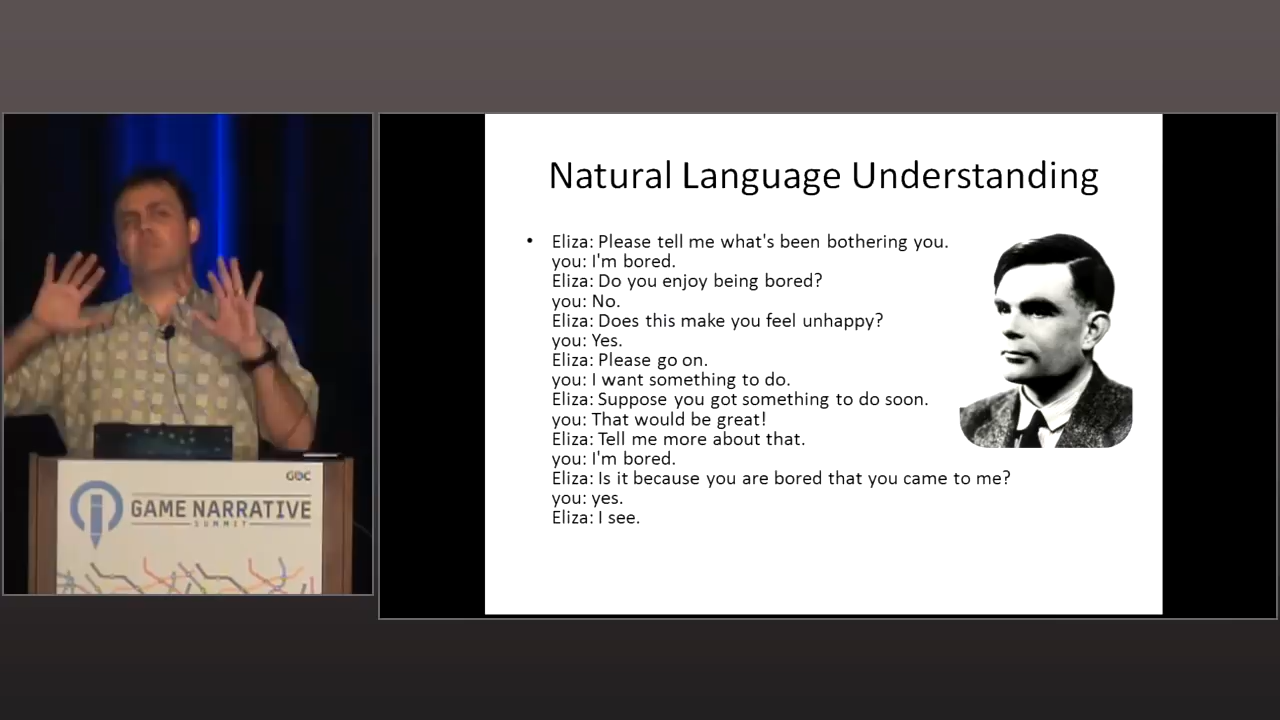 Natural Language Understanding
• Eliza: Please tell me what's been bothering you.
you: I'm bored.
Eliza: Do you enjoy being bored?
you: No.
Eliza: Does this make you feel unhappy?
you: Yes.
Eliza: Please go on.
you: I want something to do.
Eliza: Suppose you got something to do soon.
you: That would be great!
Eliza: Tell me more about that.
you: I'm bored.
Eliza: Is it because you are bored that you came to me?
you: yes.
Eliza: I see.
GDC
GAME NARRATIVE
SUMMIT